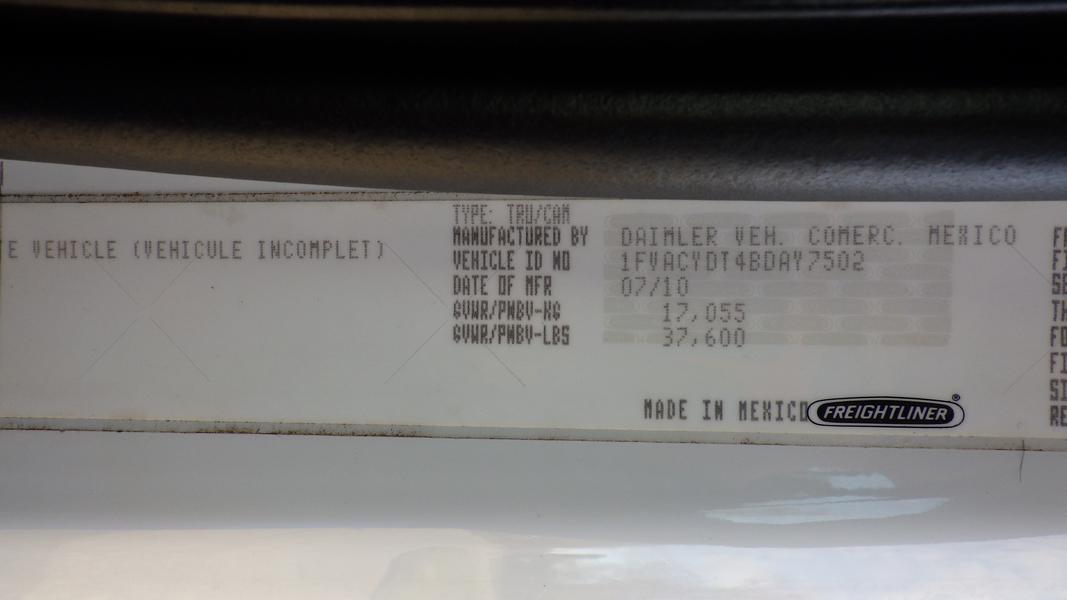 E VEHICLE (VEHICULE INCOMPLET)
TYPE: TRU/CAM
MANUFACTURED BY DAIMLER VEH. COMERC. MEXICO
VEHICLE ID NO 1FVACYDT4BDAY7502
DATE OF MFR 07/10
GVWR/PNBV-KG 17,055
GVWR/PNBV-LBS 37,600
MADE IN MEXICO FREIGHTLINER®